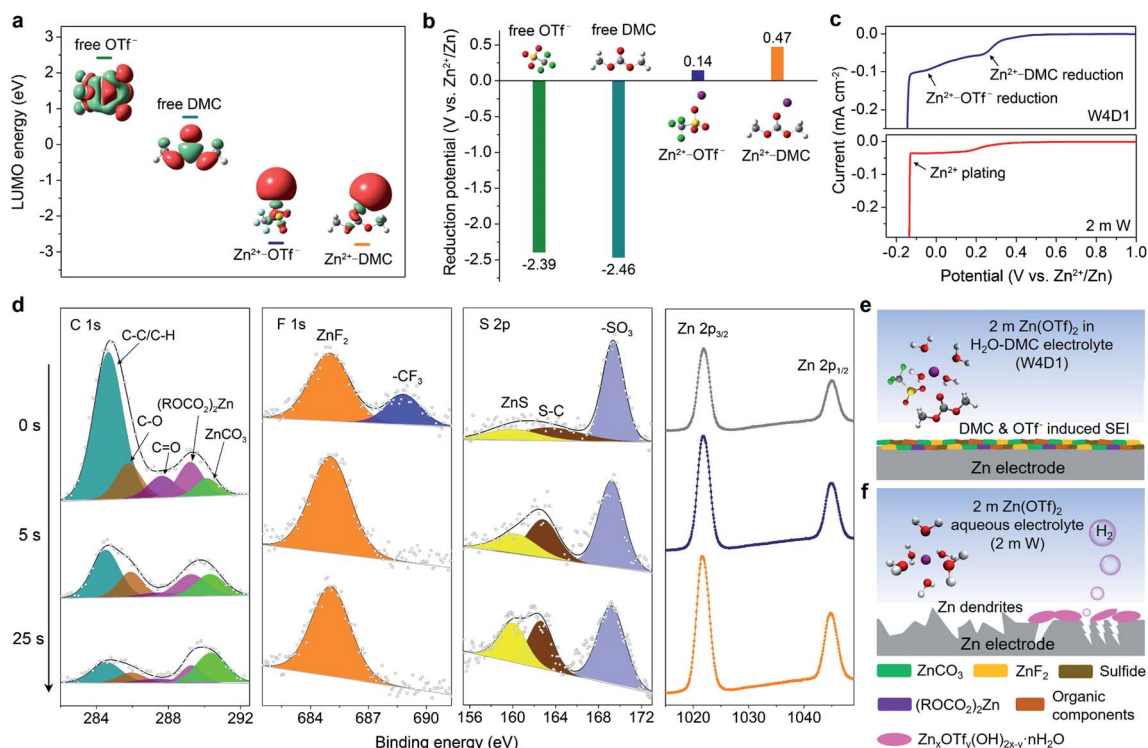 a
LUMO energy (eV)
3
2
1
0
-1
-2
-3
free OTf⁻
free DMC
Zn²⁺–OTf⁻
Zn²⁺–DMC
b
Reduction potential (V vs. Zn²⁺/Zn)
0.5
0.0
-0.5
-1.0
-1.5
-2.0
-2.5
free OTf⁻
free DMC
0.14
0.47
Zn²⁺–OTf⁻
Zn²⁺–DMC
-2.39
-2.46
c
Current (mA cm⁻²)
0.0
-0.1
-0.2
Zn²⁺–DMC reduction
Zn²⁺–OTf⁻ reduction
W4D1
0.0
-0.1
-0.2
Zn²⁺ plating
2 m W
-0.2 0.0 0.2 0.4 0.6 0.8 1.0
Potential (V vs. Zn²⁺/Zn)
d
0 s
5 s
25 s
C 1s
C-C/C-H
(ROCO₂)₂Zn
C-O
C=O
ZnCO₃
284 288 292
F 1s
ZnF₂
-CF₃
684 687 690
S 2p
-SO₃
ZnS
S-C
156 160 164 168 172
Zn 2p₃/₂
Zn 2p₁/₂
1020 1030 1040
Binding energy (eV)
e
2 m Zn(OTf)₂ in
H₂O-DMC electrolyte
(W4D1)
DMC & OTf⁻ induced SEI
Zn electrode
f
2 m Zn(OTf)₂
aqueous electrolyte
(2 m W)
H₂
Zn dendrites
Zn electrode
ZnCO₃
ZnF₂
Sulfide
(ROCO₂)₂Zn
Organic
components
ZnₓOTfᵧ(OH)₂ₓ₋ᵧ·nH₂O